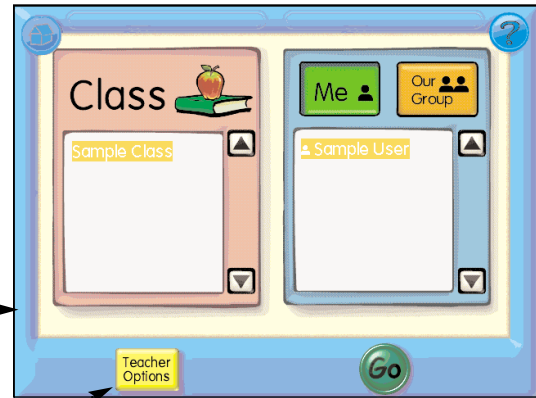 ?
Class
Me
Our
Group
Sample Class
Sample User
Teacher
Options
Go